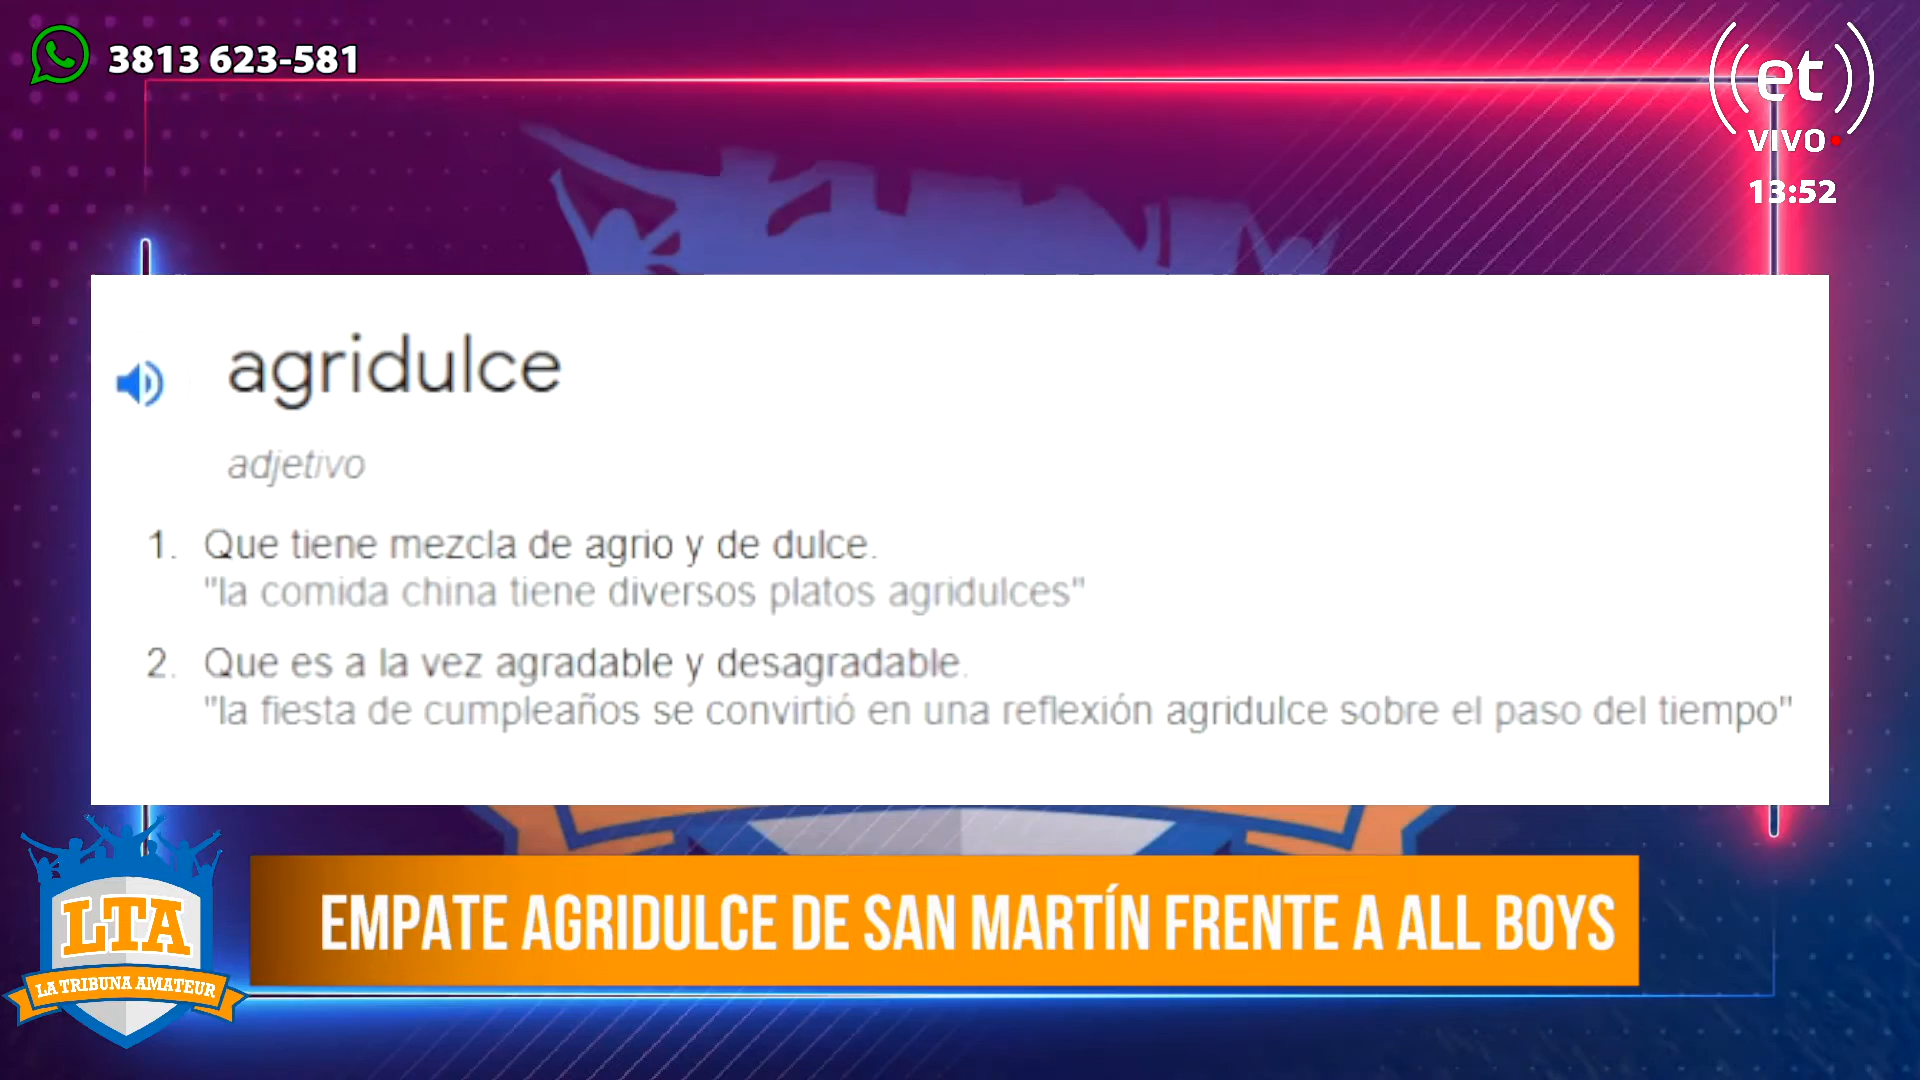 3813 623-581
et
VIVO
13:52
agridulce
adjetivo
1. Que tiene mezcla de agrio y de dulce.
"la comida china tiene diversos platos agridulces"
2. Que es a la vez agradable y desagradable.
"la fiesta de cumpleaños se convirtió en una reflexión agridulce sobre el paso del tiempo"
LTA
LA TRIBUNA AMATEUR
EMPATE AGRIDULCE DE SAN MARTÍN FRENTE A ALL BOYS